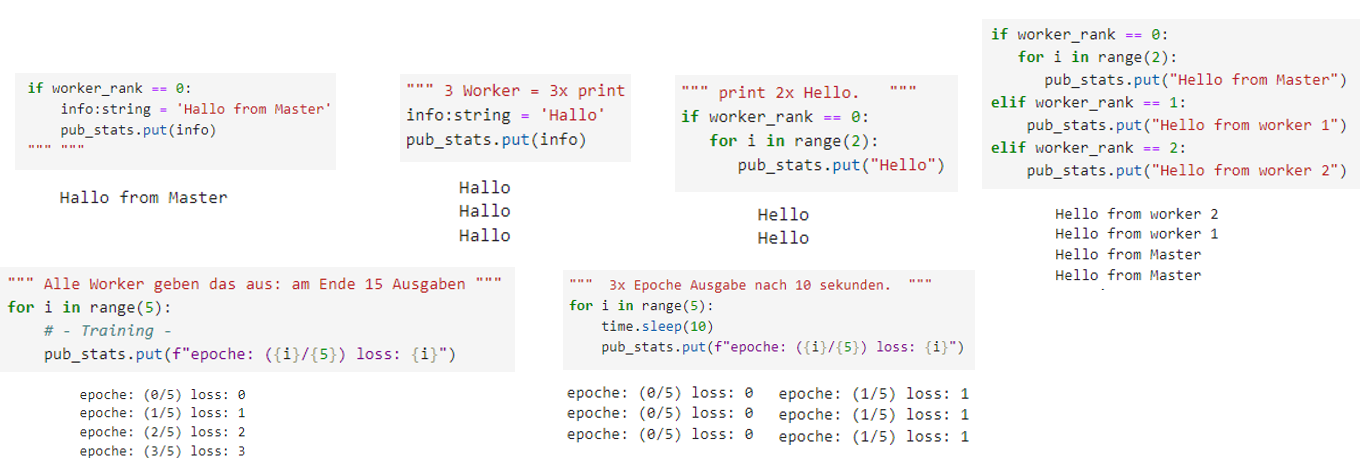 if worker_rank == 0:
    info:string = 'Hallo from Master'
    pub_stats.put(info)
""" """
Hallo from Master
""" 3 Worker = 3x print
info:string = 'Hallo'
pub_stats.put(info)
Hallo
Hallo
Hallo
""" print 2x Hello.   """
if worker_rank == 0:
    for i in range(2):
        pub_stats.put("Hello")
Hello
Hello
if worker_rank == 0:
    for i in range(2):
        pub_stats.put("Hello from Master")
elif worker_rank == 1:
    pub_stats.put("Hello from worker 1")
elif worker_rank == 2:
    pub_stats.put("Hello from worker 2")
Hello from worker 2
Hello from worker 1
Hello from Master
Hello from Master
""" Alle Worker geben das aus: am Ende 15 Ausgaben """
for i in range(5):
    # - Training -
    pub_stats.put(f"epoche: ({i}/{5}) loss: {i}")
epoche: (0/5) loss: 0
epoche: (1/5) loss: 1
epoche: (2/5) loss: 2
epoche: (3/5) loss: 3
"""  3x Epoche Ausgabe nach 10 sekunden.  """
for i in range(5):
    time.sleep(10)
    pub_stats.put(f"epoche: ({i}/{5}) loss: {i}")
epoche: (0/5) loss: 0
epoche: (0/5) loss: 0
epoche: (0/5) loss: 0
epoche: (1/5) loss: 1
epoche: (1/5) loss: 1
epoche: (1/5) loss: 1